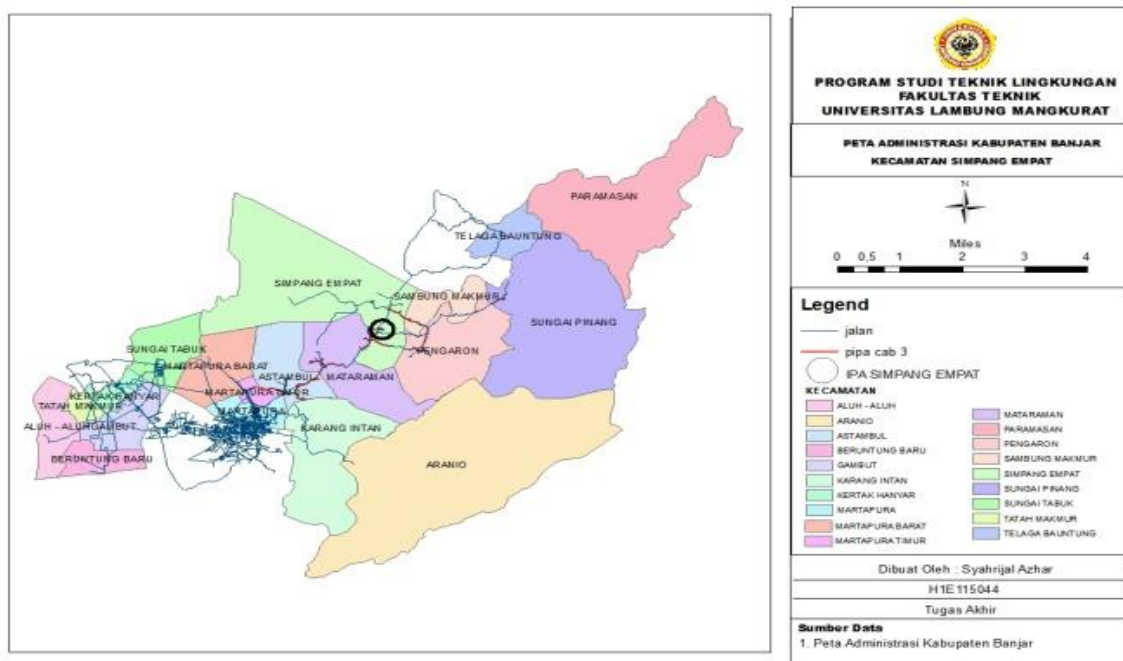 PARAMASAN
TELAGA BAUNTUNG
SIMPANG EMPAT
SAMBUNG MAKMUR
SUNGAI PINANG
SUNGAI TABUK
MARTAPURA BARAT
PENGARON
ASTAMBUL
MATARAMAN
KERTAK HANYAR
MARTAPURA TIMUR
TATAH MAKMUR
MARTAPURA
ALUH - ALUH
GAMBUT
KARANG INTAN
BERUNTUNG BARU
ARANIO
PROGRAM STUDI TEKNIK LINGKUNGAN
FAKULTAS TEKNIK
UNIVERSITAS LAMBUNG MANGKURAT
PETA ADMINISTRASI KABUPATEN BANJAR
KECAMATAN SIMPANG EMPAT
N
Miles
0 0,5 1 2 3 4
Legend
jalan
pipa cab 3
IPA SIMPANG EMPAT
KECAMATAN
ALUH - ALUH
ARANIO
ASTAMBUL
BERUNTUNG BARU
GAMBUT
KARANG INTAN
KERTAK HANYAR
MARTAPURA
MARTAPURA BARAT
MARTAPURA TIMUR
MATARAMAN
PARAMASAN
PENGARON
SAMBUNG MAKMUR
SIMPANG EMPAT
SUNGAI PINANG
SUNGAI TABUK
TATAH MAKMUR
TELAGA BAUNTUNG
Dibuat Oleh : Syahrijal Azhar
H1E115044
Tugas Akhir
Sumber Data
1. Peta Administrasi Kabupaten Banjar